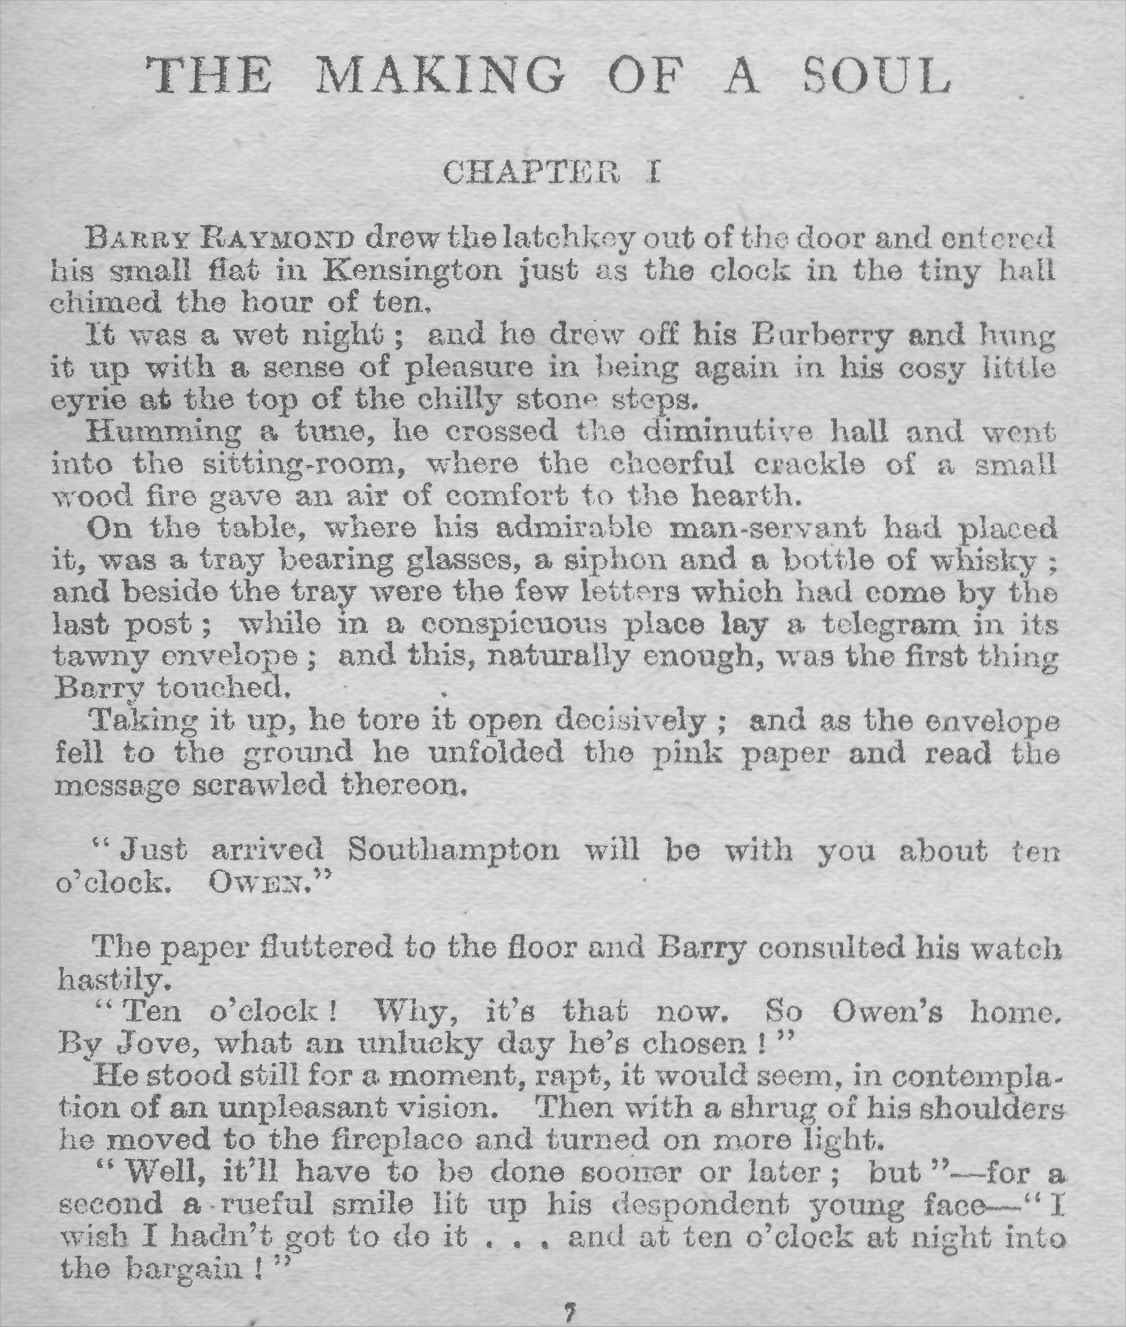 THE MAKING OF A SOUL
CHAPTER I
BARRY RAYMOND drew the latchkey out of the door and entered
his small flat in Kensington just as the clock in the tiny hall
chimed the hour of ten.
It was a wet night ; and he drew off his Burberry and hung
it up with a sense of pleasure in being again in his cosy little
eyrie at the top of the chilly stone steps.
Humming a tune, he crossed the diminutive hall and went
into the sitting-room, where the cheerful crackle of a small
wood fire gave an air of comfort to the hearth.
On the table, where his admirable man-servant had placed
it, was a tray bearing glasses, a siphon and a bottle of whisky ;
and beside the tray were the few letters which had come by the
last post ; while in a conspicuous place lay a telegram in its
tawny envelope ; and this, naturally enough, was the first thing
Barry touched.
Taking it up, he tore it open decisively ; and as the envelope
fell to the ground he unfolded the pink paper and read the
message scrawled thereon.
“ Just arrived Southampton will be with you about ten
o’clock. OWEN.”
The paper fluttered to the floor and Barry consulted his watch
hastily.
“ Ten o’clock ! Why, it’s that now. So Owen’s home.
By Jove, what an unlucky day he’s chosen ! ”
He stood still for a moment, rapt, it would seem, in contempla-
tion of an unpleasant vision. Then with a shrug of his shoulders
he moved to the fireplace and turned on more light.
“ Well, it’ll have to be done sooner or later ; but ”—for a
second a rueful smile lit up his despondent young face—“ I
wish I hadn’t got to do it . . . and at ten o’clock at night into
the bargain ! ”
7